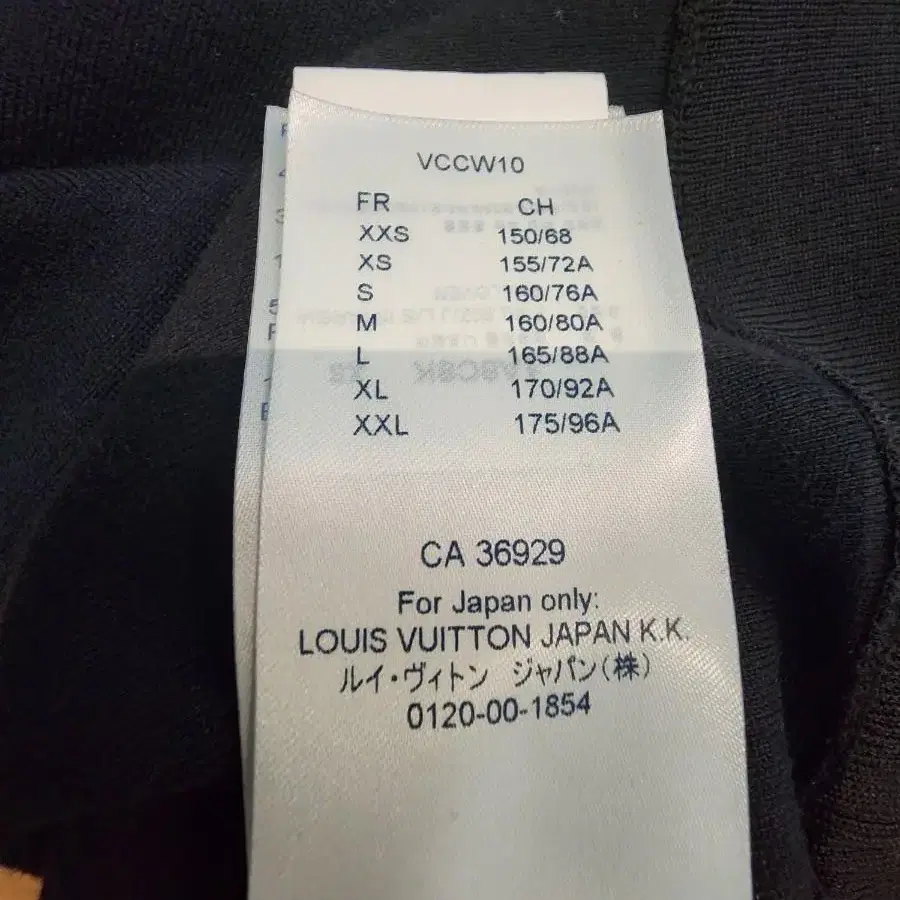 VCCW10
FR CH
XXS 150/68
XS 155/72A
S 160/76A
M 160/80A
L 165/88A
XL 170/92A
XXL 175/96A
CA 36929
For Japan only:
LOUIS VUITTON JAPAN K.K.
ルイ・ヴィトン ジャパン(株)
0120-00-1854